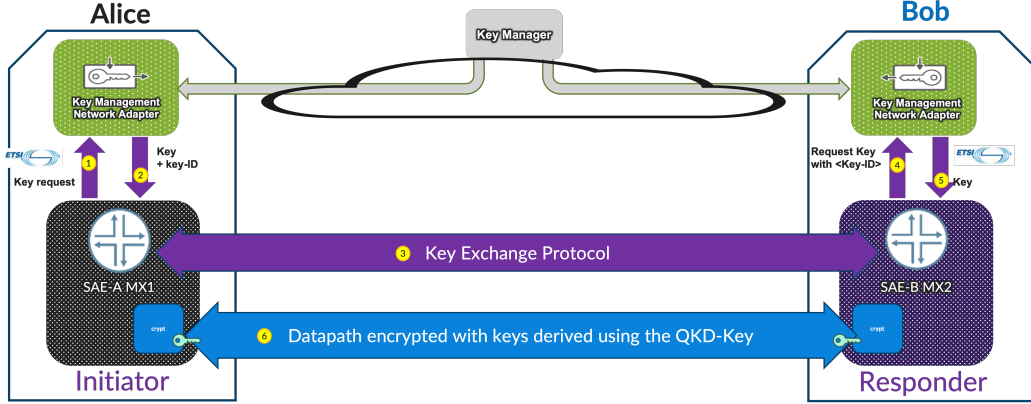 Alice
Bob
Key Manager
Key Management
Network Adapter
Key Management
Network Adapter
ETSI
1
Key request
2
Key
+ key-ID
Request Key
with <Key-ID>
4
5
Key
ETSI
3 Key Exchange Protocol
SAE-A MX1
SAE-B MX2
crypt
6 Datapath encrypted with keys derived using the QKD-Key
crypt
Initiator
Responder